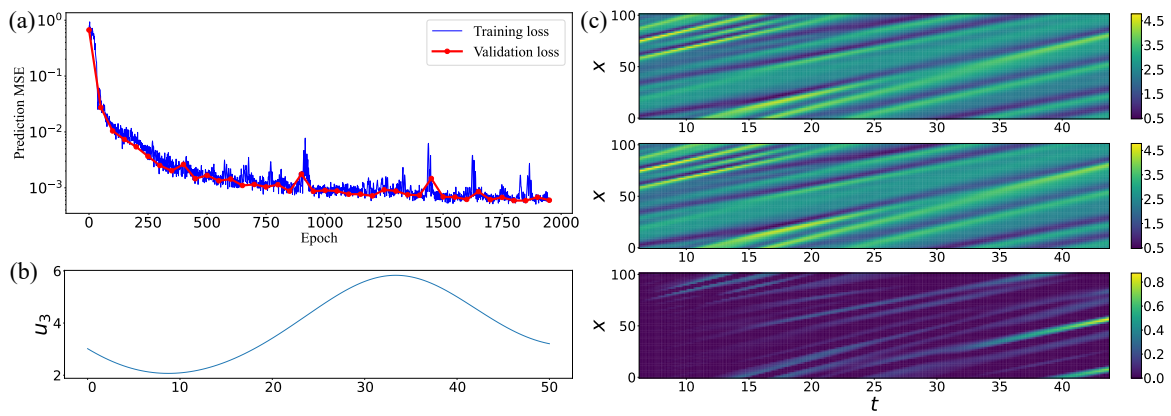 (a)
10⁰
10⁻¹
10⁻²
10⁻³
Prediction MSE
Training loss
Validation loss
0 250 500 750 1000 1250 1500 1750 2000
Epoch
(b)
6
4
2
u₃
0 10 20 30 40 50
(c)
100
50
0
x
10 15 20 25 30 35 40
4.5
3.5
2.5
1.5
0.5
100
50
0
x
10 15 20 25 30 35 40
4.5
3.5
2.5
1.5
0.5
100
50
0
x
10 15 20 25 30 35 40
t
0.8
0.6
0.4
0.2
0.0